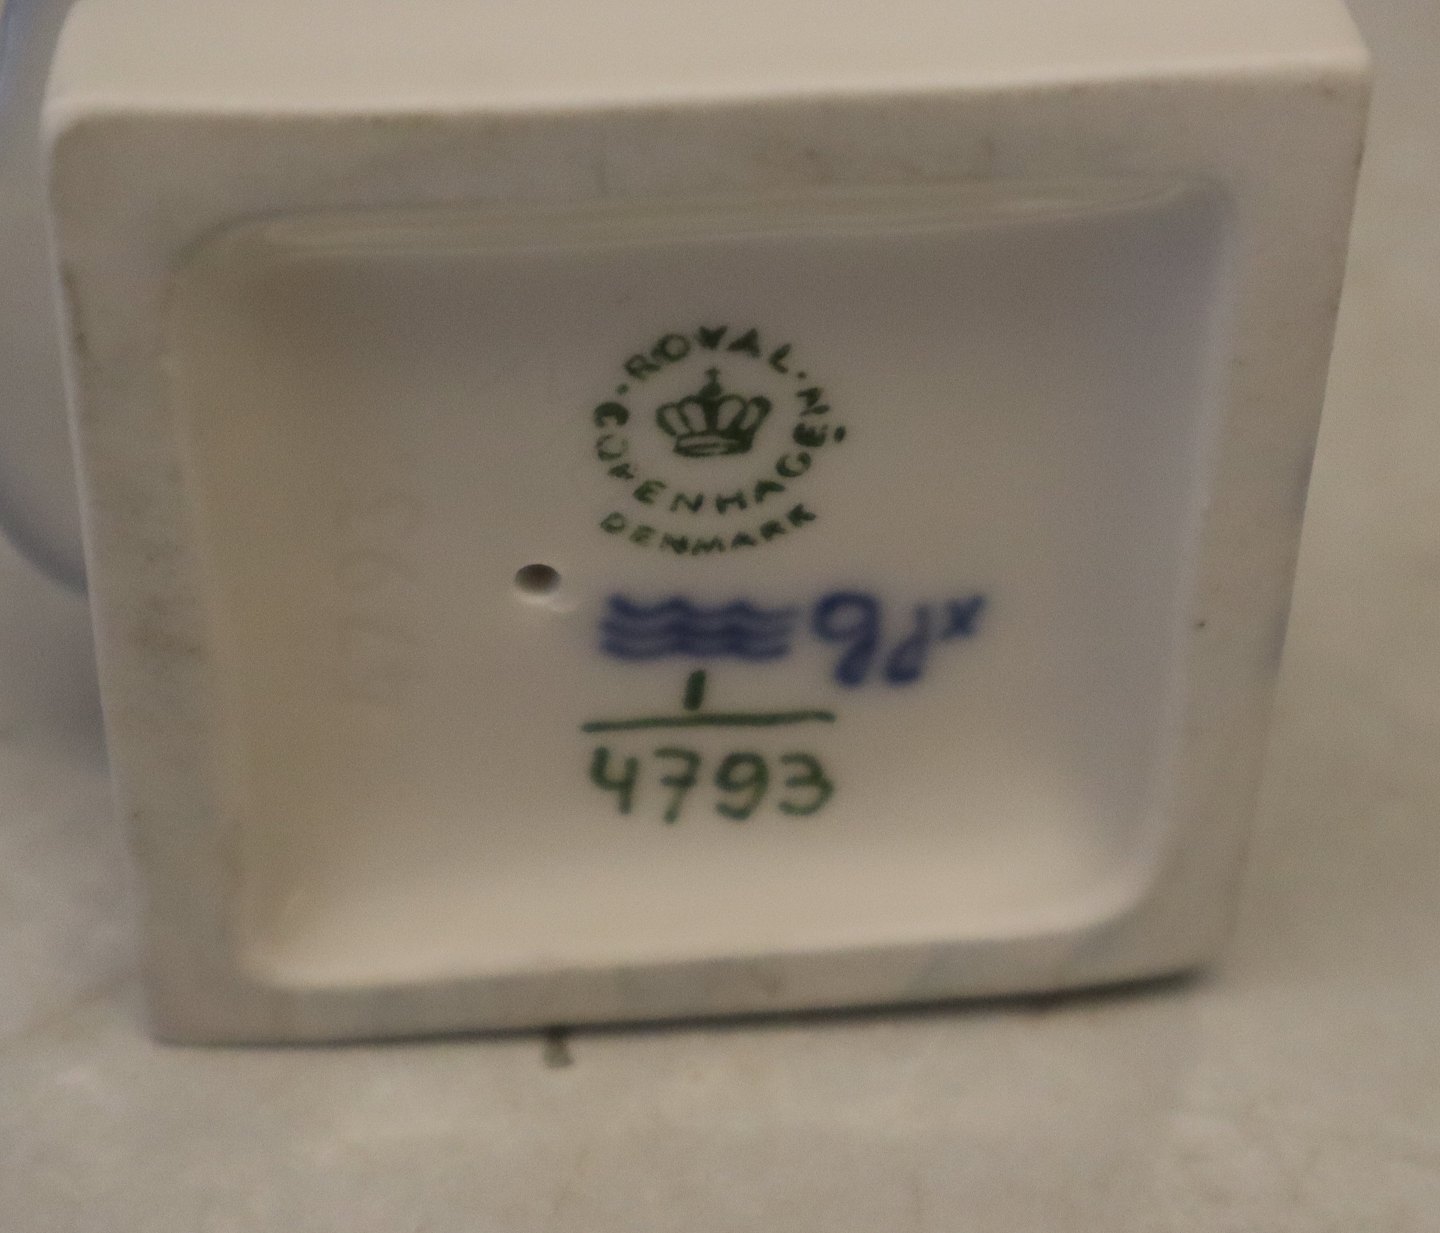 ROYAL·
COPENHAGEN·
DENMARK
1
4793